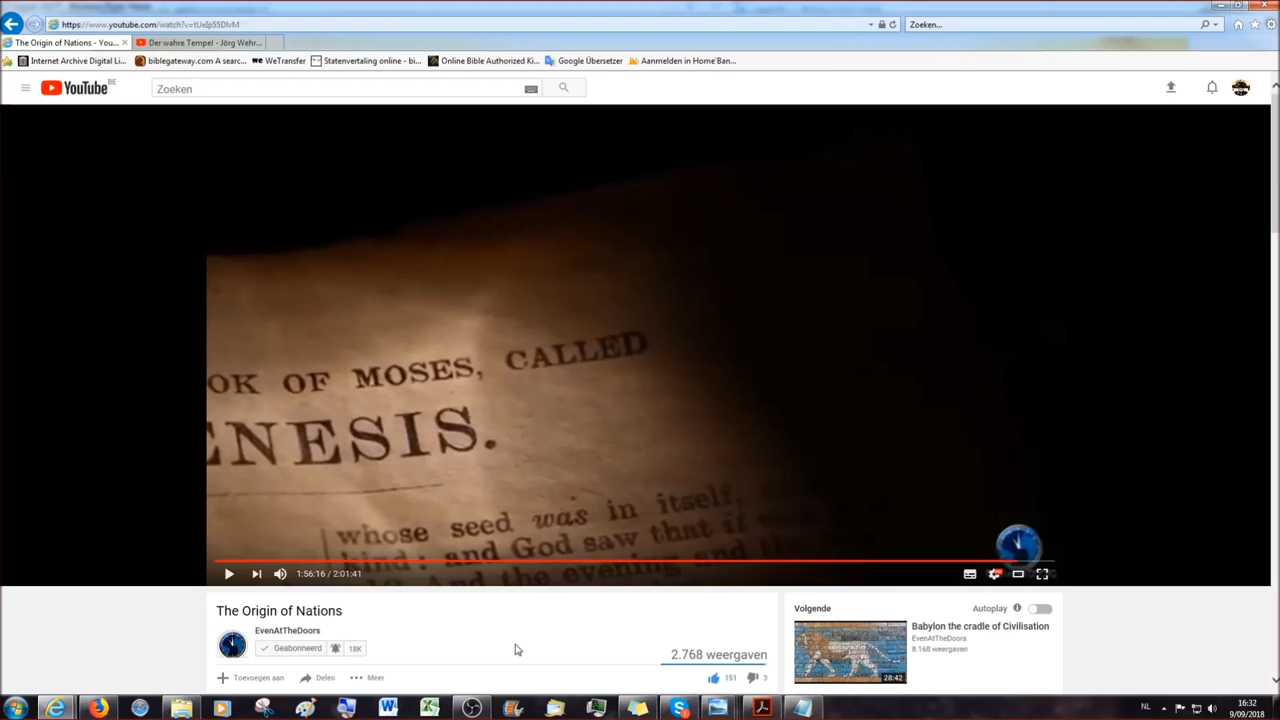 https://www.youtube.com/watch?v=tUeIp55DIvM
Zoeken...
The Origin of Nations - You...
Der wahre Tempel - Jörg Wehr...
Internet Archive Digital Li...
biblegateway.com A searc...
WeTransfer
Statenvertaling online - bi...
Online Bible Authorized Ki...
Google Übersetzer
Aanmelden in Home'Ban...
YouTube BE
Zoeken
OK OF MOSES, CALLED
ENESIS.
whose seed was in itself,
kind: and God saw that it
the evening and
1:56:16 / 2:01:41
The Origin of Nations
EvenAtTheDoors
Geabonneerd 18K
2.768 weergaven
Toevoegen aan Delen Meer
151 3
Volgende
Autoplay
Babylon the cradle of Civilisation
EvenAtTheDoors
8.168 weergaven
28:42
NL
16:32
9/09/2018